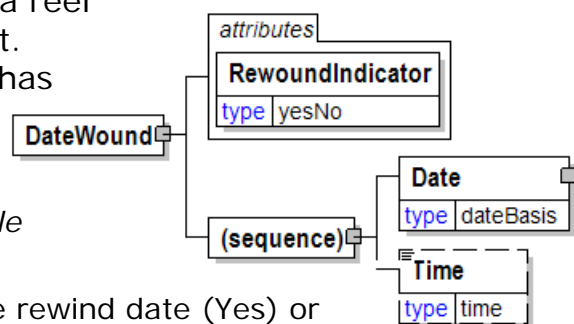 a reel
t.
has
le
e rewind date (Yes) or
attributes
RewoundIndicator
type yesNo
DateWound
(sequence)
Date
type dateBasis
Time
type time